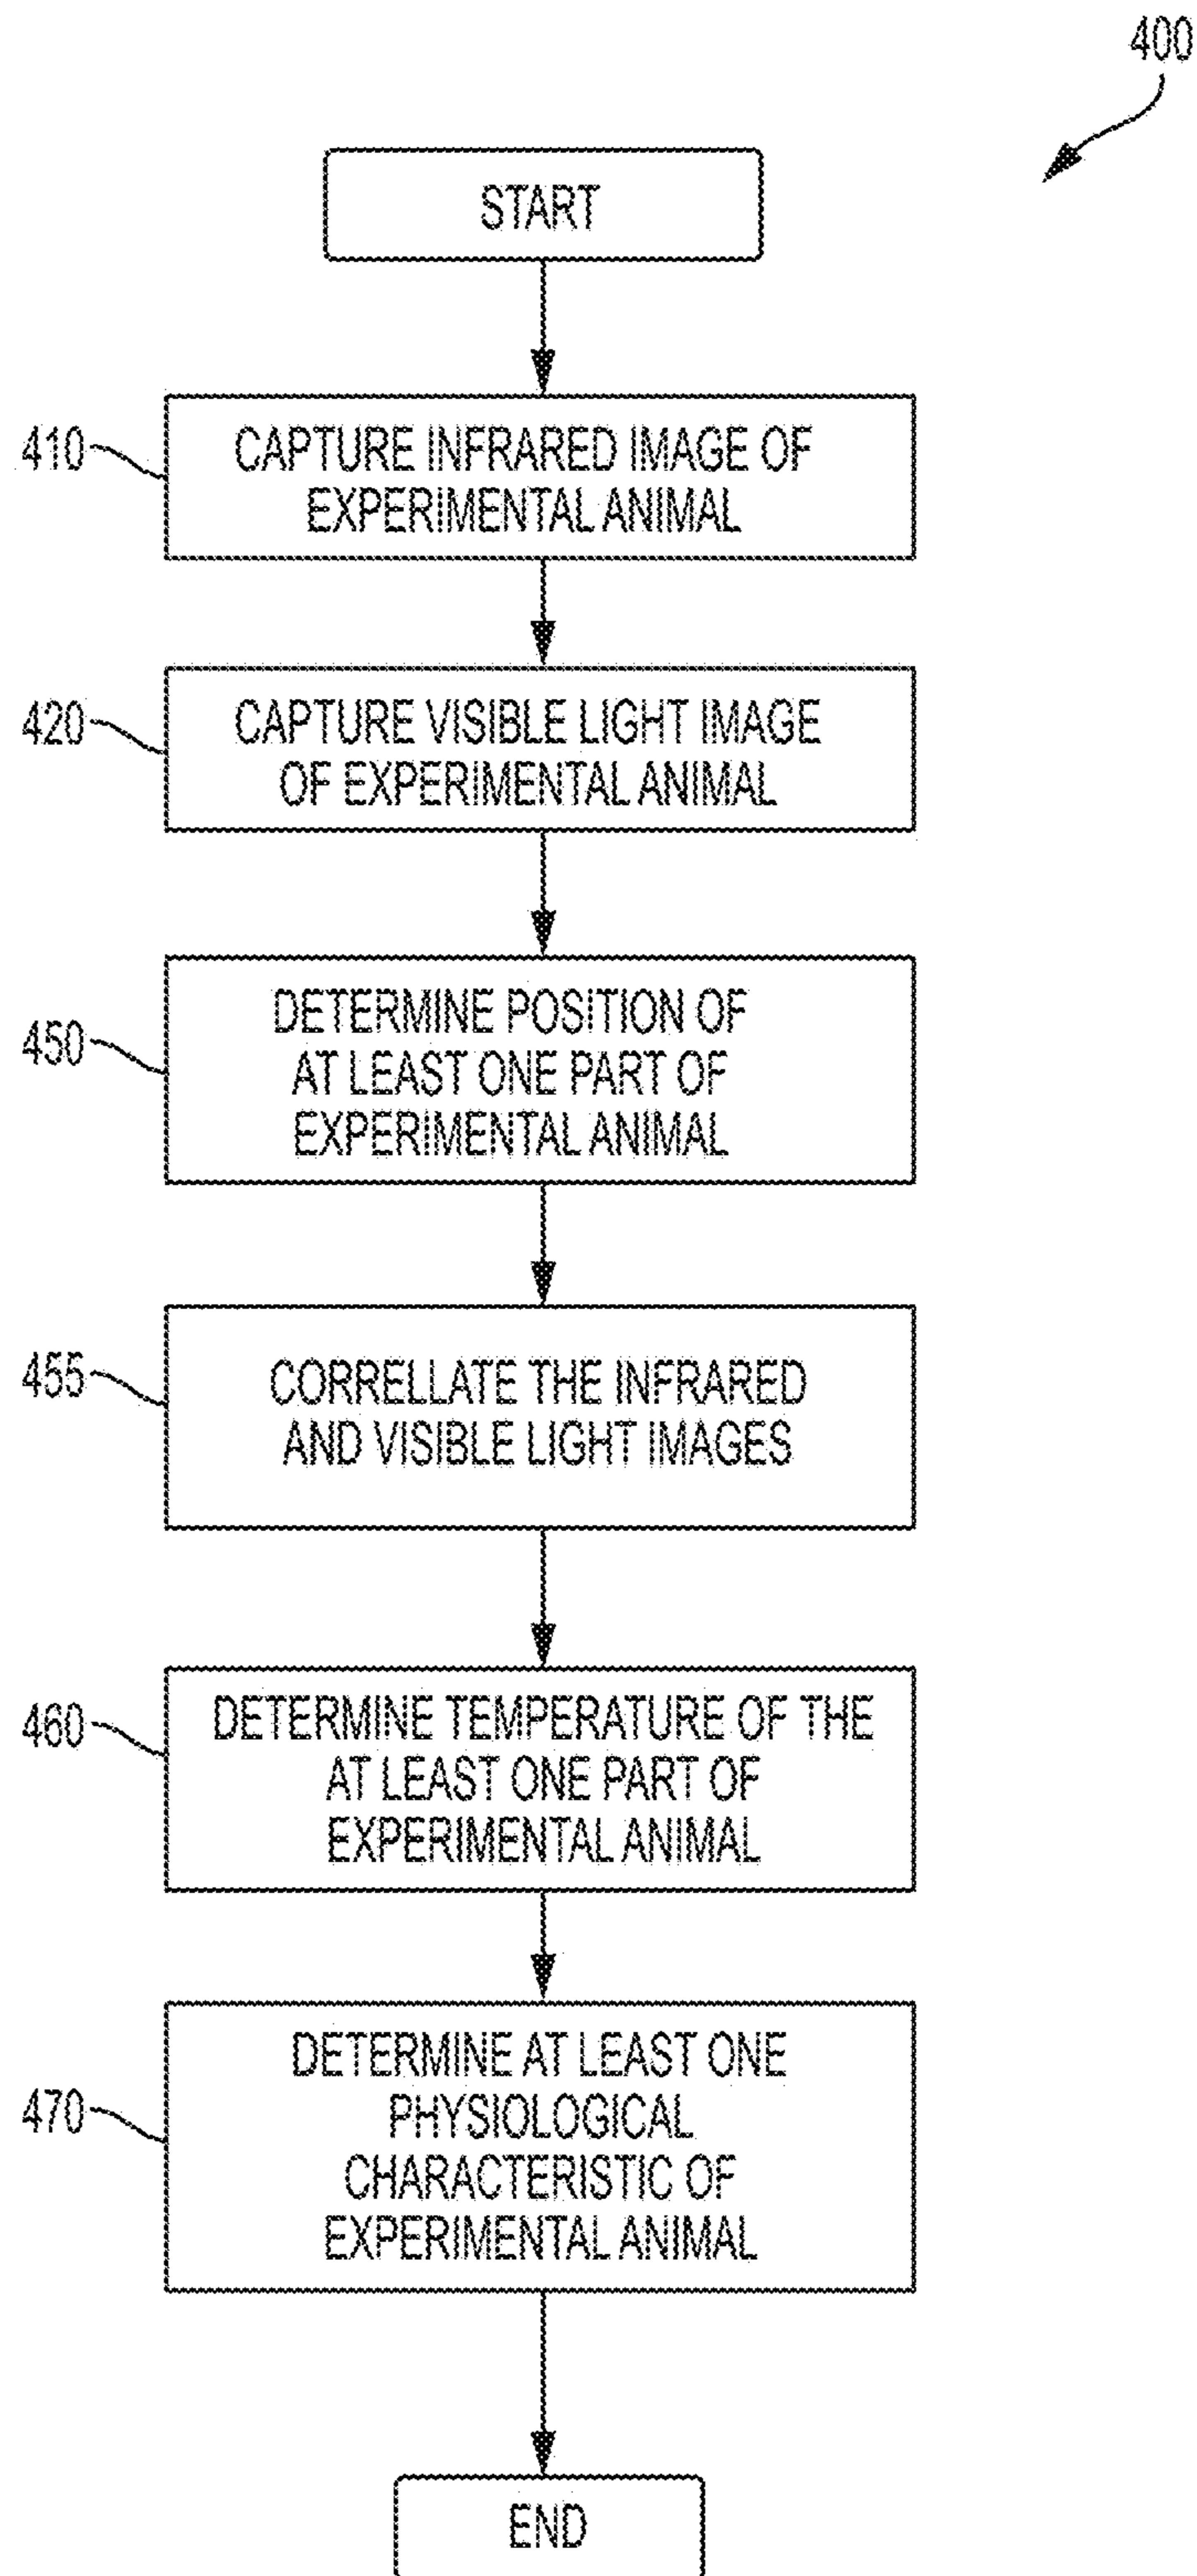 400
START
410
CAPTURE INFRARED IMAGE OF
EXPERIMENTAL ANIMAL
420
CAPTURE VISIBLE LIGHT IMAGE
OF EXPERIMENTAL ANIMAL
450
DETERMINE POSITION OF
AT LEAST ONE PART OF
EXPERIMENTAL ANIMAL
455
CORRELLATE THE INFRARED
AND VISIBLE LIGHT IMAGES
460
DETERMINE TEMPERATURE OF THE
AT LEAST ONE PART OF
EXPERIMENTAL ANIMAL
470
DETERMINE AT LEAST ONE
PHYSIOLOGICAL
CHARACTERISTIC OF
EXPERIMENTAL ANIMAL
END